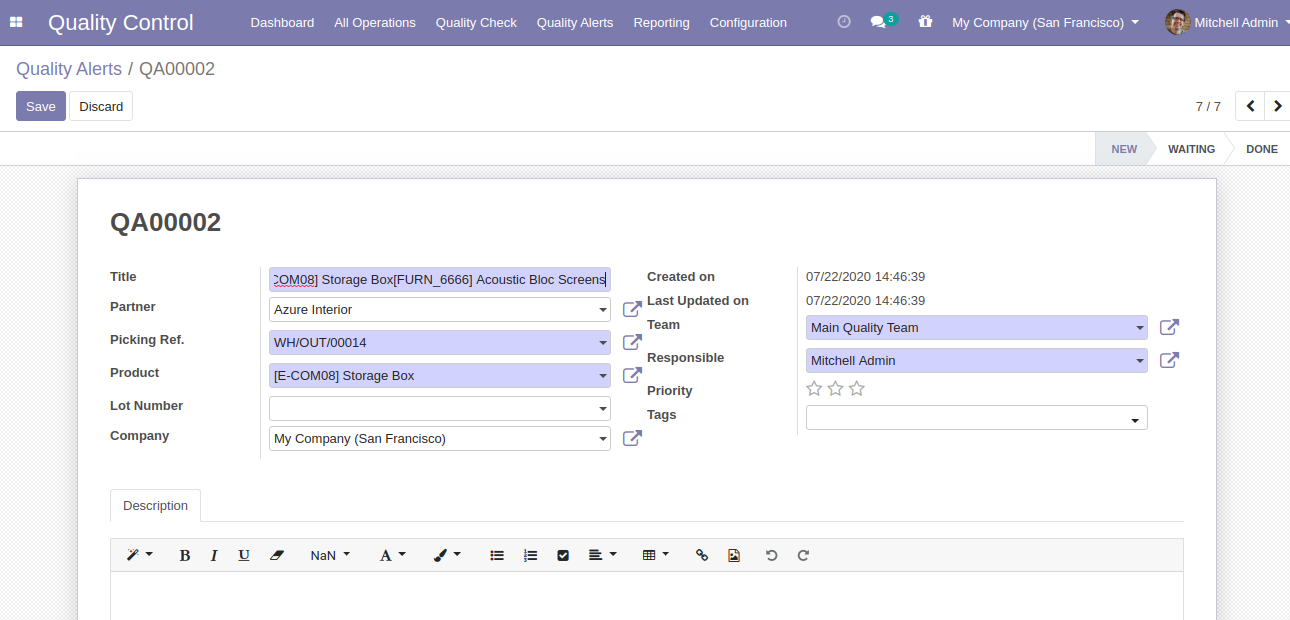 Quality Control Dashboard All Operations Quality Check Quality Alerts Reporting Configuration 3 My Company (San Francisco) Mitchell Admin
Quality Alerts / QA00002
Save Discard 7 / 7
NEW WAITING DONE
QA00002
Title COM08] Storage Box[FURN_6666] Acoustic Bloc Screens
Partner Azure Interior
Picking Ref. WH/OUT/00014
Product [E-COM08] Storage Box
Lot Number
Company My Company (San Francisco)
Created on 07/22/2020 14:46:39
Last Updated on 07/22/2020 14:46:39
Team Main Quality Team
Responsible Mitchell Admin
Priority
Tags
Description
B I U NaN A